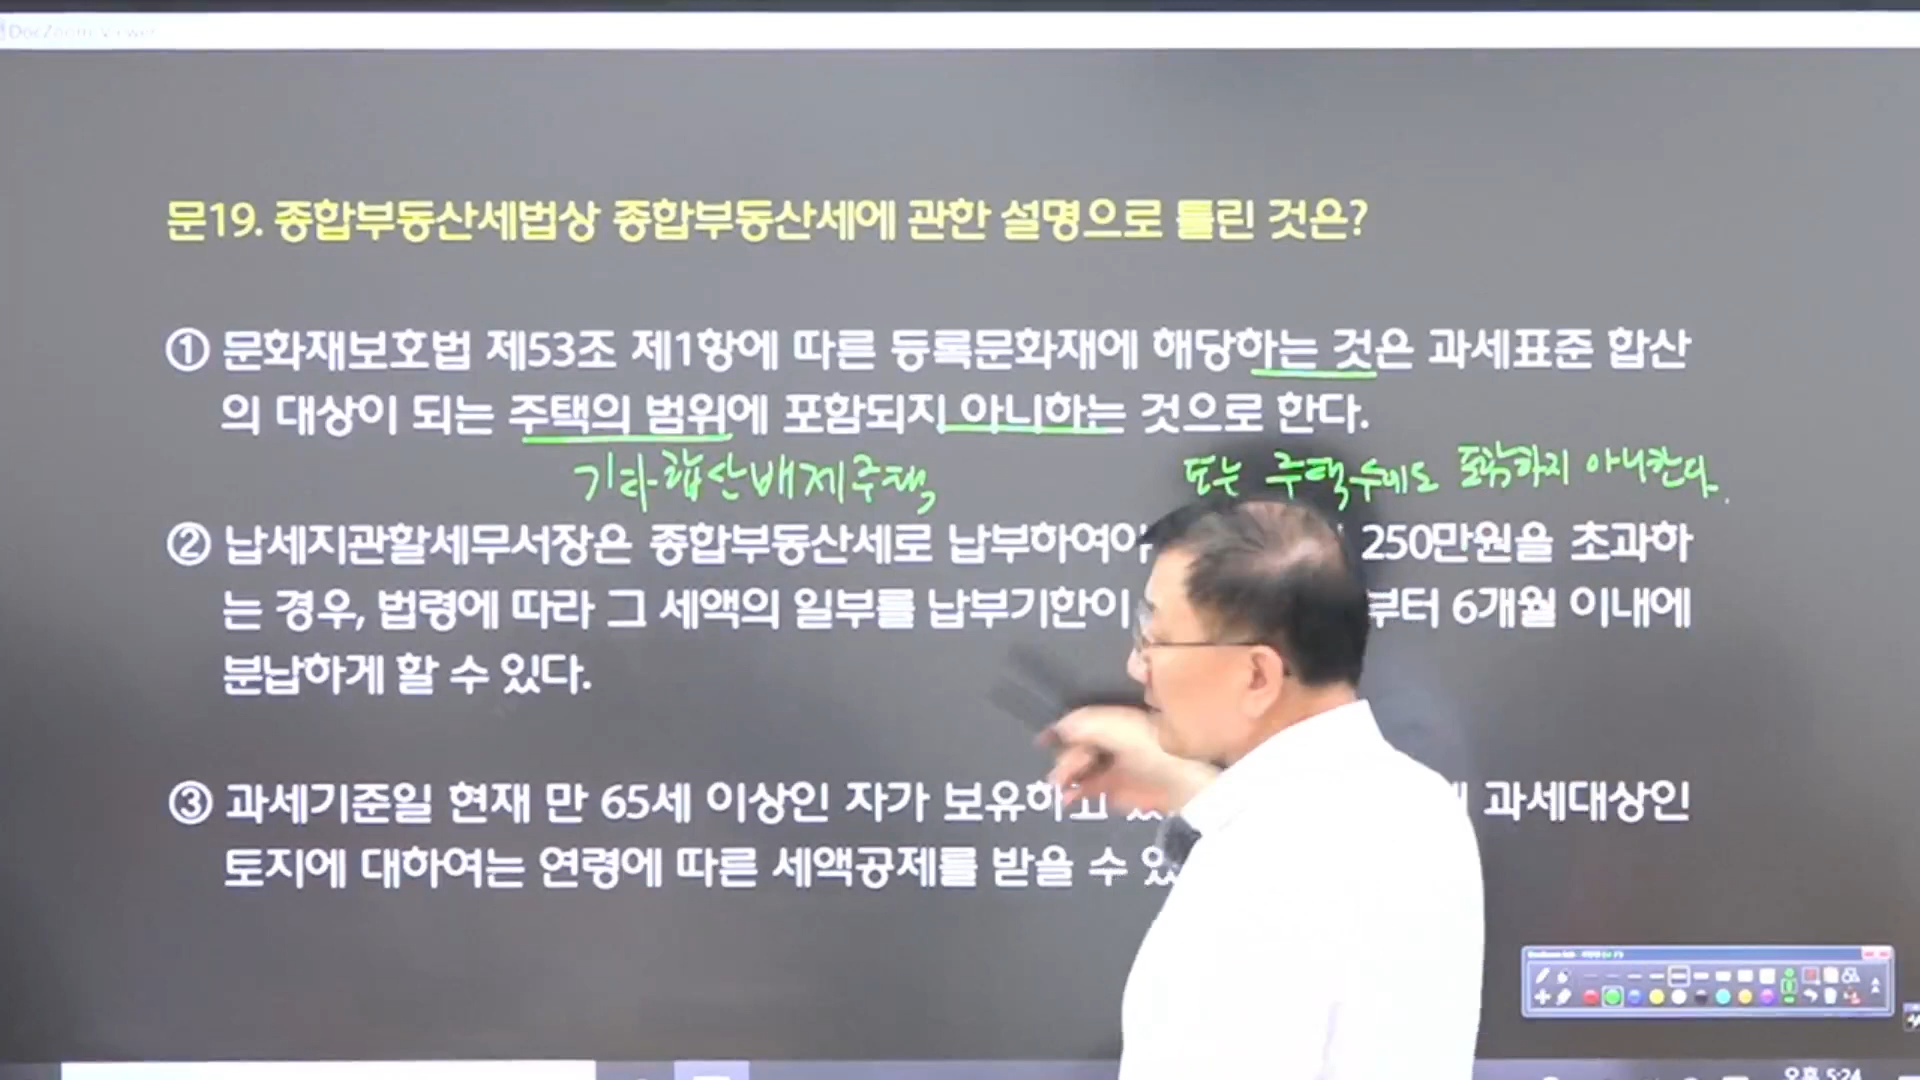 DocZoom Viewer
문19. 종합부동산세법상 종합부동산세에 관한 설명으로 틀린 것은?
① 문화재보호법 제53조 제1항에 따른 등록문화재에 해당하는 것은 과세표준 합산
의 대상이 되는 주택의 범위에 포함되지 아니하는 것으로 한다.
기타합산배제주택
또는 주택수에도 포함하지 아니한다.
② 납세지관할세무서장은 종합부동산세로 납부하여야 250만원을 초과하
는 경우, 법령에 따라 그 세액의 일부를 납부기한이 부터 6개월 이내에
분납하게 할 수 있다.
③ 과세기준일 현재 만 65세 이상인 자가 보유하고 과세대상인
토지에 대하여는 연령에 따른 세액공제를 받을 수
오후 5:24